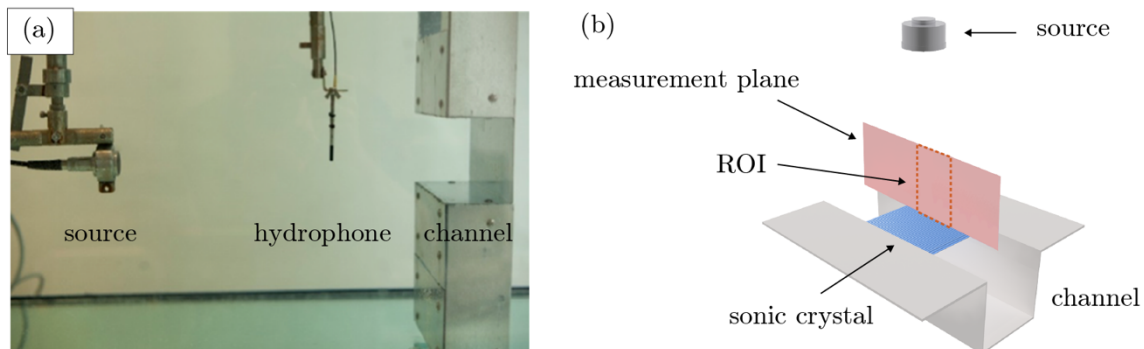 (a)
source
hydrophone
channel
(b)
source
measurement plane
ROI
channel
sonic crystal